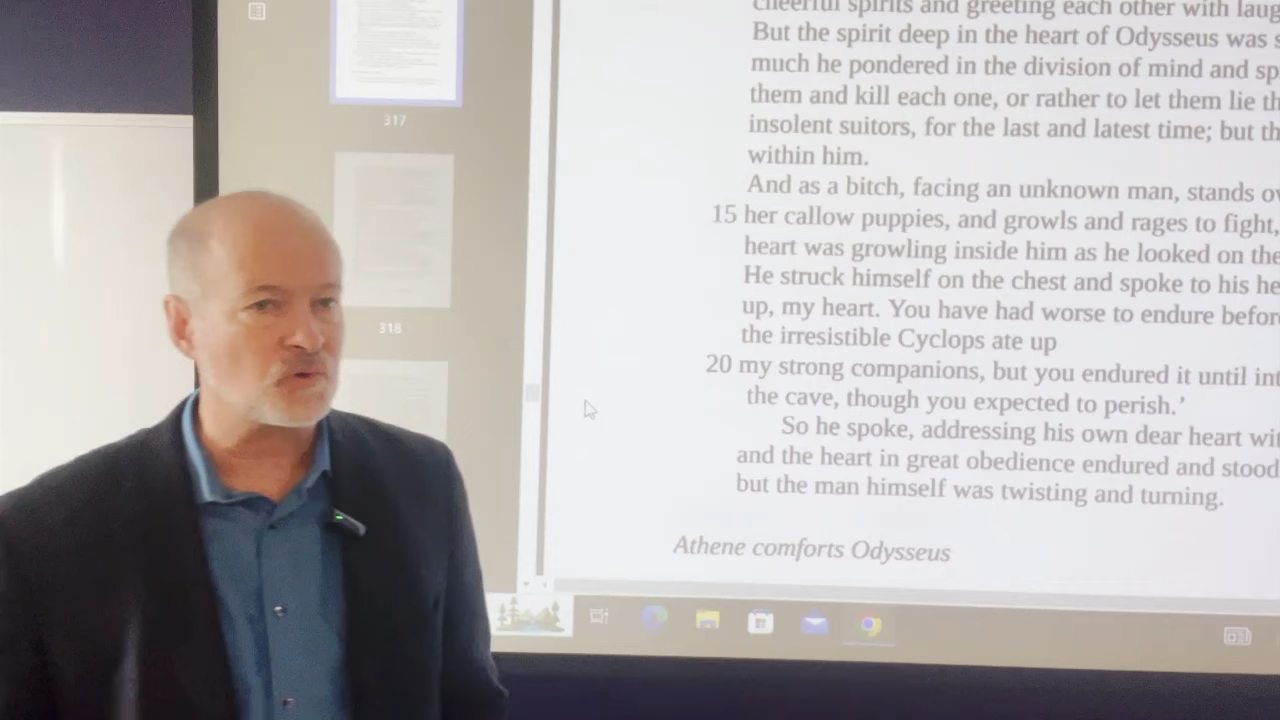 317
318
cheerful spirits and greeting each other with
But the spirit deep in the heart of Odysseus was
much he pondered in the division of mind and
them and kill each one, or rather to let them lie
insolent suitors, for the last and latest time; but
within him.
And as a bitch, facing an unknown man, stands
15 her callow puppies, and growls and rages to fight,
heart was growling inside him as he looked on
He struck himself on the chest and spoke to his
up, my heart. You have had worse to endure
the irresistible Cyclops ate up
20 my strong companions, but you endured it until
the cave, though you expected to perish.’
So he spoke, addressing his own dear heart
and the heart in great obedience endured and stood
but the man himself was twisting and turning.
Athene comforts Odysseus